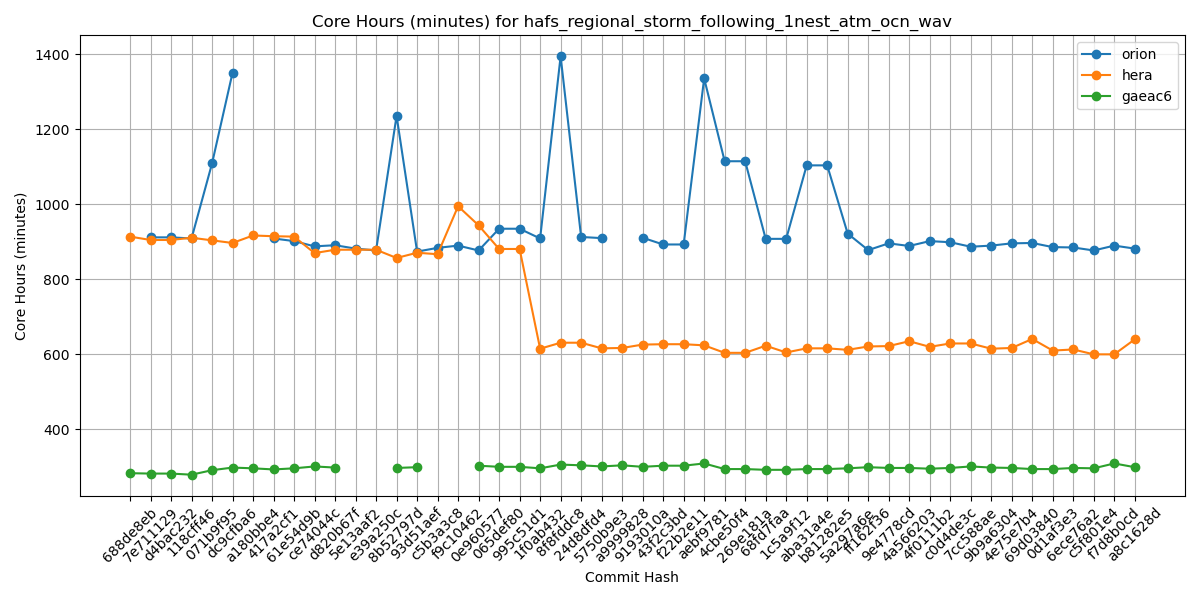 Core Hours (minutes) for hafs_regional_storm_following_1nest_atm_ocn_wav
orion
hera
gaeac6
Core Hours (minutes)
1400
1200
1000
800
600
400
688de8eb
7e711129
d4bac232
118cff46
071b9f95
dc9cfba6
a180bbe4
417a2cf1
61e54d9b
ce74044c
d820b67f
5e13aaf2
e39a250c
8b52797d
93d51aef
c5b3a3c8
f9c10462
0e960577
065def80
995c51d1
1f0ab432
8f8fddc8
24d8dfd4
5750b9e3
a9999828
9193010a
43f2c3bd
f22b2e11
aebf9781
4cbe50f4
269e181a
68fd7faa
1c5a9f12
aba31a4e
b81282e5
5a297a6e
ff162f36
9e4778cd
4a56203
4f0111b2
c0d4de3c
7cc588ae
9b9a6304
4e75e7b4
69d03840
0d1af3e3
6ece76a2
c5f801e4
f7d8b0cd
a8c1628d
Commit Hash